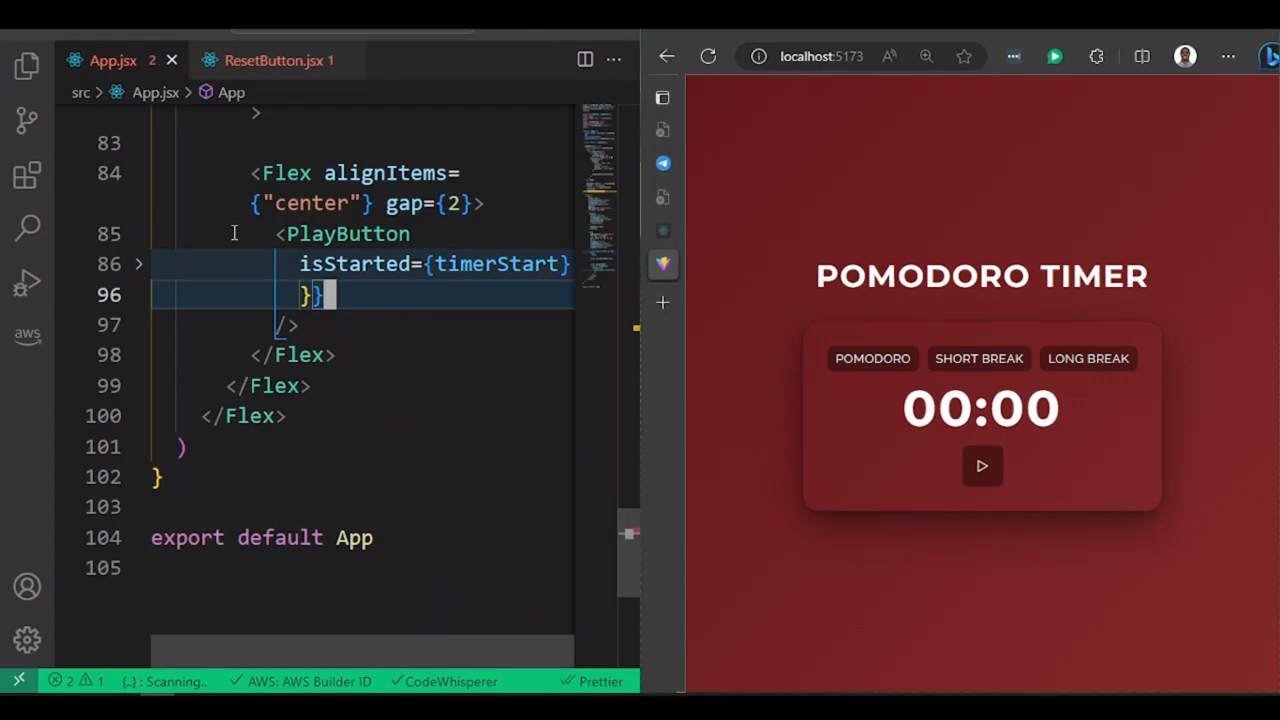 App.jsx 2
ResetButton.jsx 1
src > App.jsx > App
>
83
84 <Flex alignItems=
{"center"} gap={2}>
85 <PlayButton
86 isStarted={timerStart}
96 }}
97 />
98 </Flex>
99 </Flex>
100 </Flex>
101 )
102 }
103
104 export default App
105
aws
2 1 {..} : Scanning.. AWS: AWS Builder ID CodeWhisperer Prettier
localhost:5173
POMODORO TIMER
POMODORO SHORT BREAK LONG BREAK
00:00